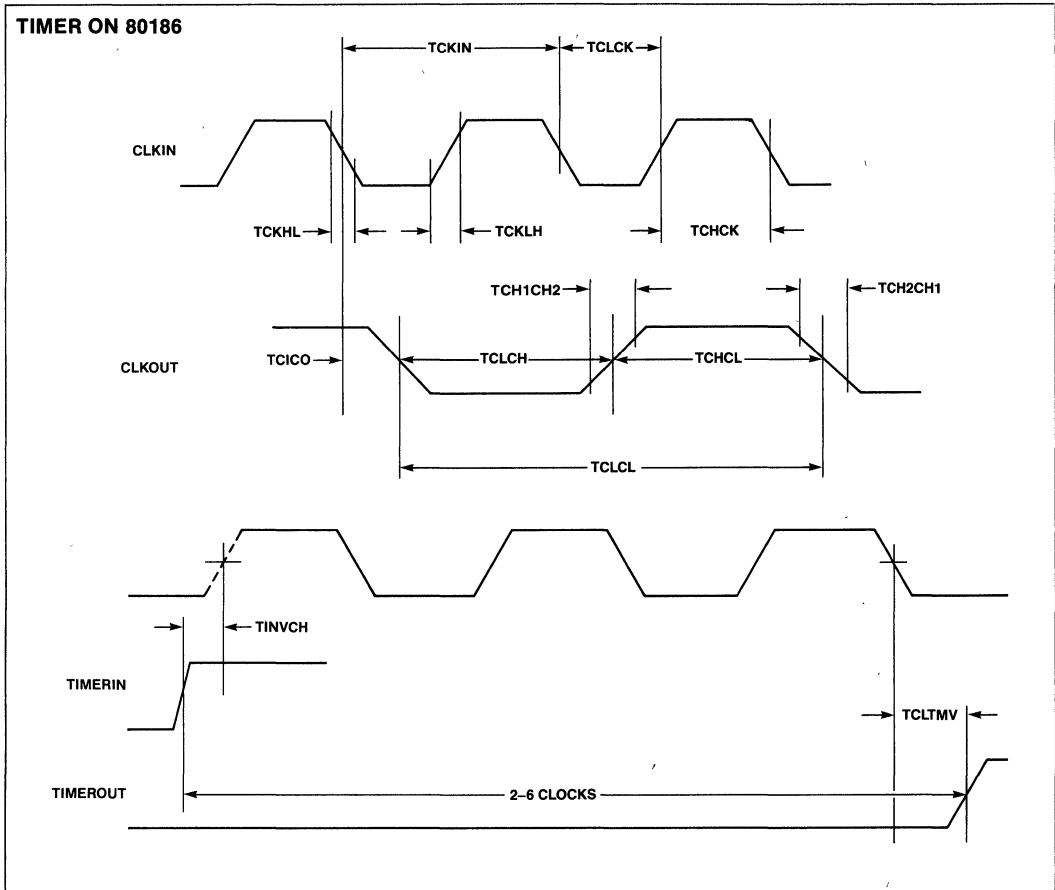 TIMER ON 80186
TCKIN
TCLCK
CLKIN
TCKHL
TCKLH
TCHCK
TCH1CH2
TCH2CH1
CLKOUT
TCICO
TCLCH
TCHCL
TCLCL
TINVCH
TIMERIN
TCLTMV
TIMEROUT
2–6 CLOCKS